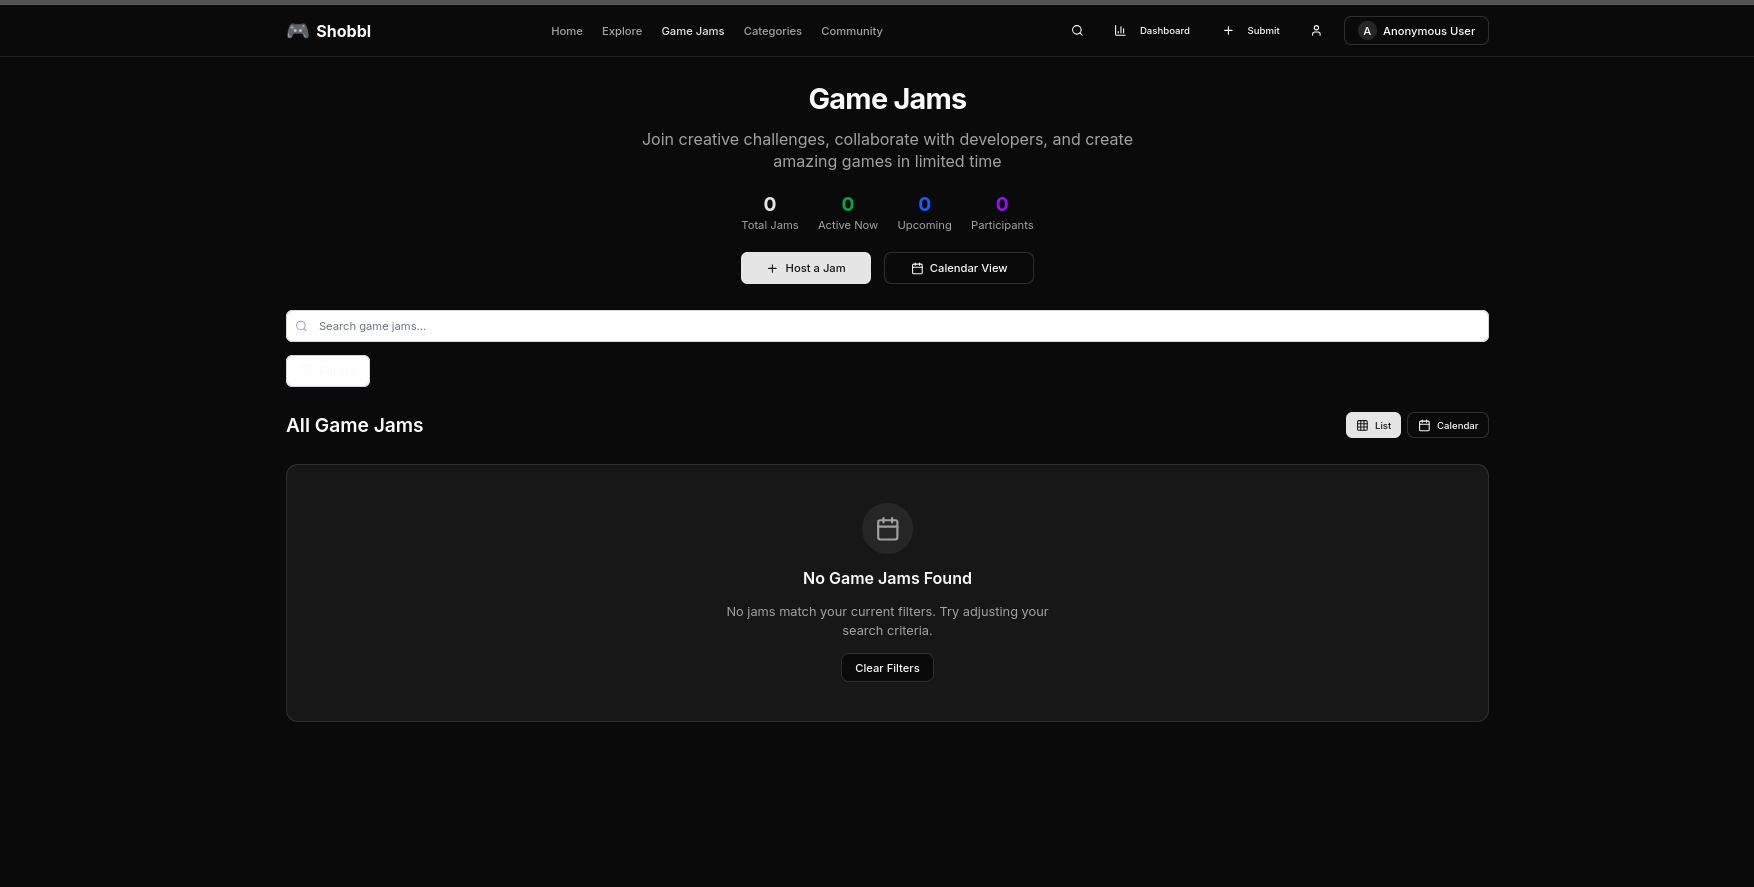 Shobbl
Home Explore Game Jams Categories Community
Dashboard Submit A Anonymous User
Game Jams
Join creative challenges, collaborate with developers, and create
amazing games in limited time
0 0 0 0
Total Jams Active Now Upcoming Participants
Host a Jam Calendar View
Search game jams...
Filters
All Game Jams
List Calendar
No Game Jams Found
No jams match your current filters. Try adjusting your
search criteria.
Clear Filters